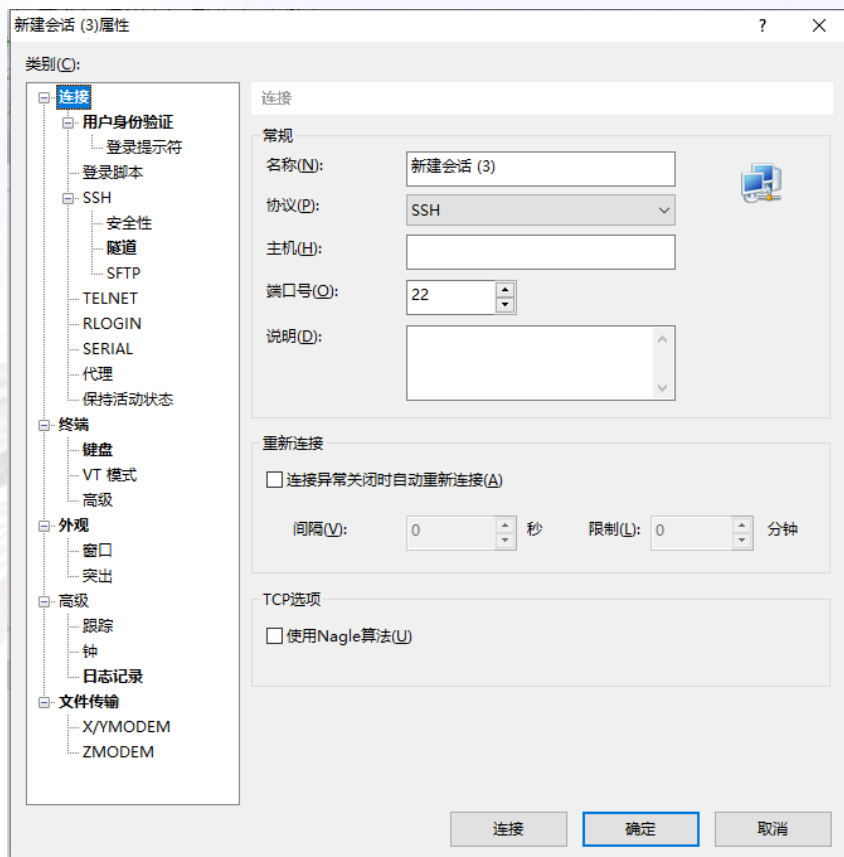 新建会话 (3)属性
?
类别(C):
连接
用户身份验证
登录提示符
登录脚本
SSH
安全性
隧道
SFTP
TELNET
RLOGIN
SERIAL
代理
保持活动状态
终端
键盘
VT 模式
高级
外观
窗口
突出
高级
跟踪
钟
日志记录
文件传输
X/YMODEM
ZMODEM
连接
常规
名称(N): 新建会话 (3)
协议(P): SSH
主机(H):
端口号(O): 22
说明(D):
重新连接
连接异常关闭时自动重新连接(A)
间隔(V): 0 秒 限制(L): 0 分钟
TCP选项
使用Nagle算法(U)
连接 确定 取消